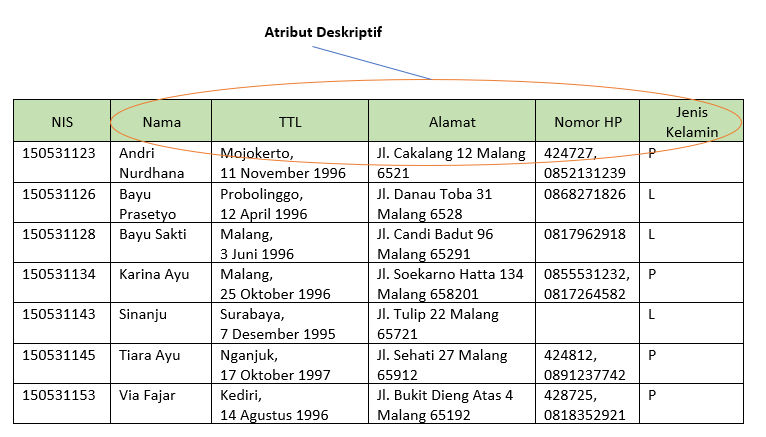 Atribut Deskriptif
NIS Nama TTL Alamat Nomor HP Jenis Kelamin
150531123 Andri Mojokerto, Jl. Cakalang 12 Malang 424727, P
Nurdhana 11 November 1996 6521 0852131239
150531126 Bayu Probolinggo, Jl. Danau Toba 31 0868271826 L
Prasetyo 12 April 1996 Malang 6528
150531128 Bayu Sakti Malang, Jl. Candi Badut 96 0817962918 L
3 Juni 1996 Malang 65291
150531134 Karina Ayu Malang, Jl. Soekarno Hatta 134 0855531232, P
25 Oktober 1996 Malang 658201 0817264582
150531143 Sinanju Surabaya, Jl. Tulip 22 Malang L
7 Desember 1995 65721
150531145 Tiara Ayu Nganjuk, Jl. Sehati 27 Malang 424812, P
17 Oktober 1997 65912 0891237742
150531153 Via Fajar Kediri, Jl. Bukit Dieng Atas 4 428725, P
14 Agustus 1996 Malang 65192 0818352921